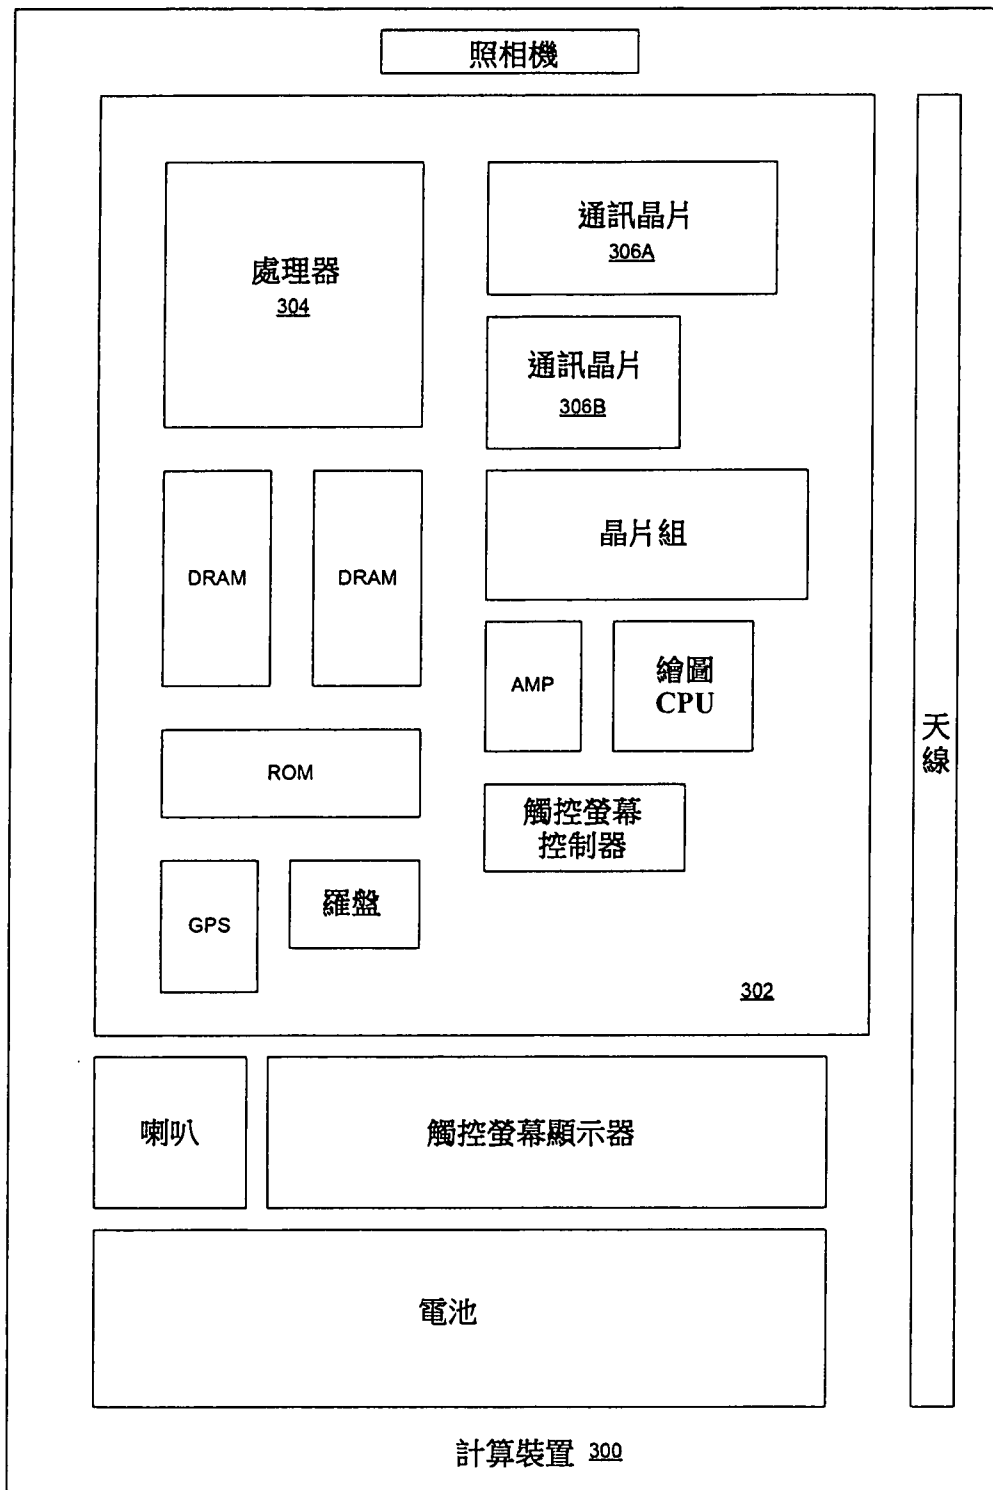 照相機
處理器
304
通訊晶片
306A
通訊晶片
306B
DRAM
DRAM
晶片組
AMP
繪圖
CPU
ROM
觸控螢幕
控制器
GPS
羅盤
302
天線
喇叭
觸控螢幕顯示器
電池
計算裝置 300